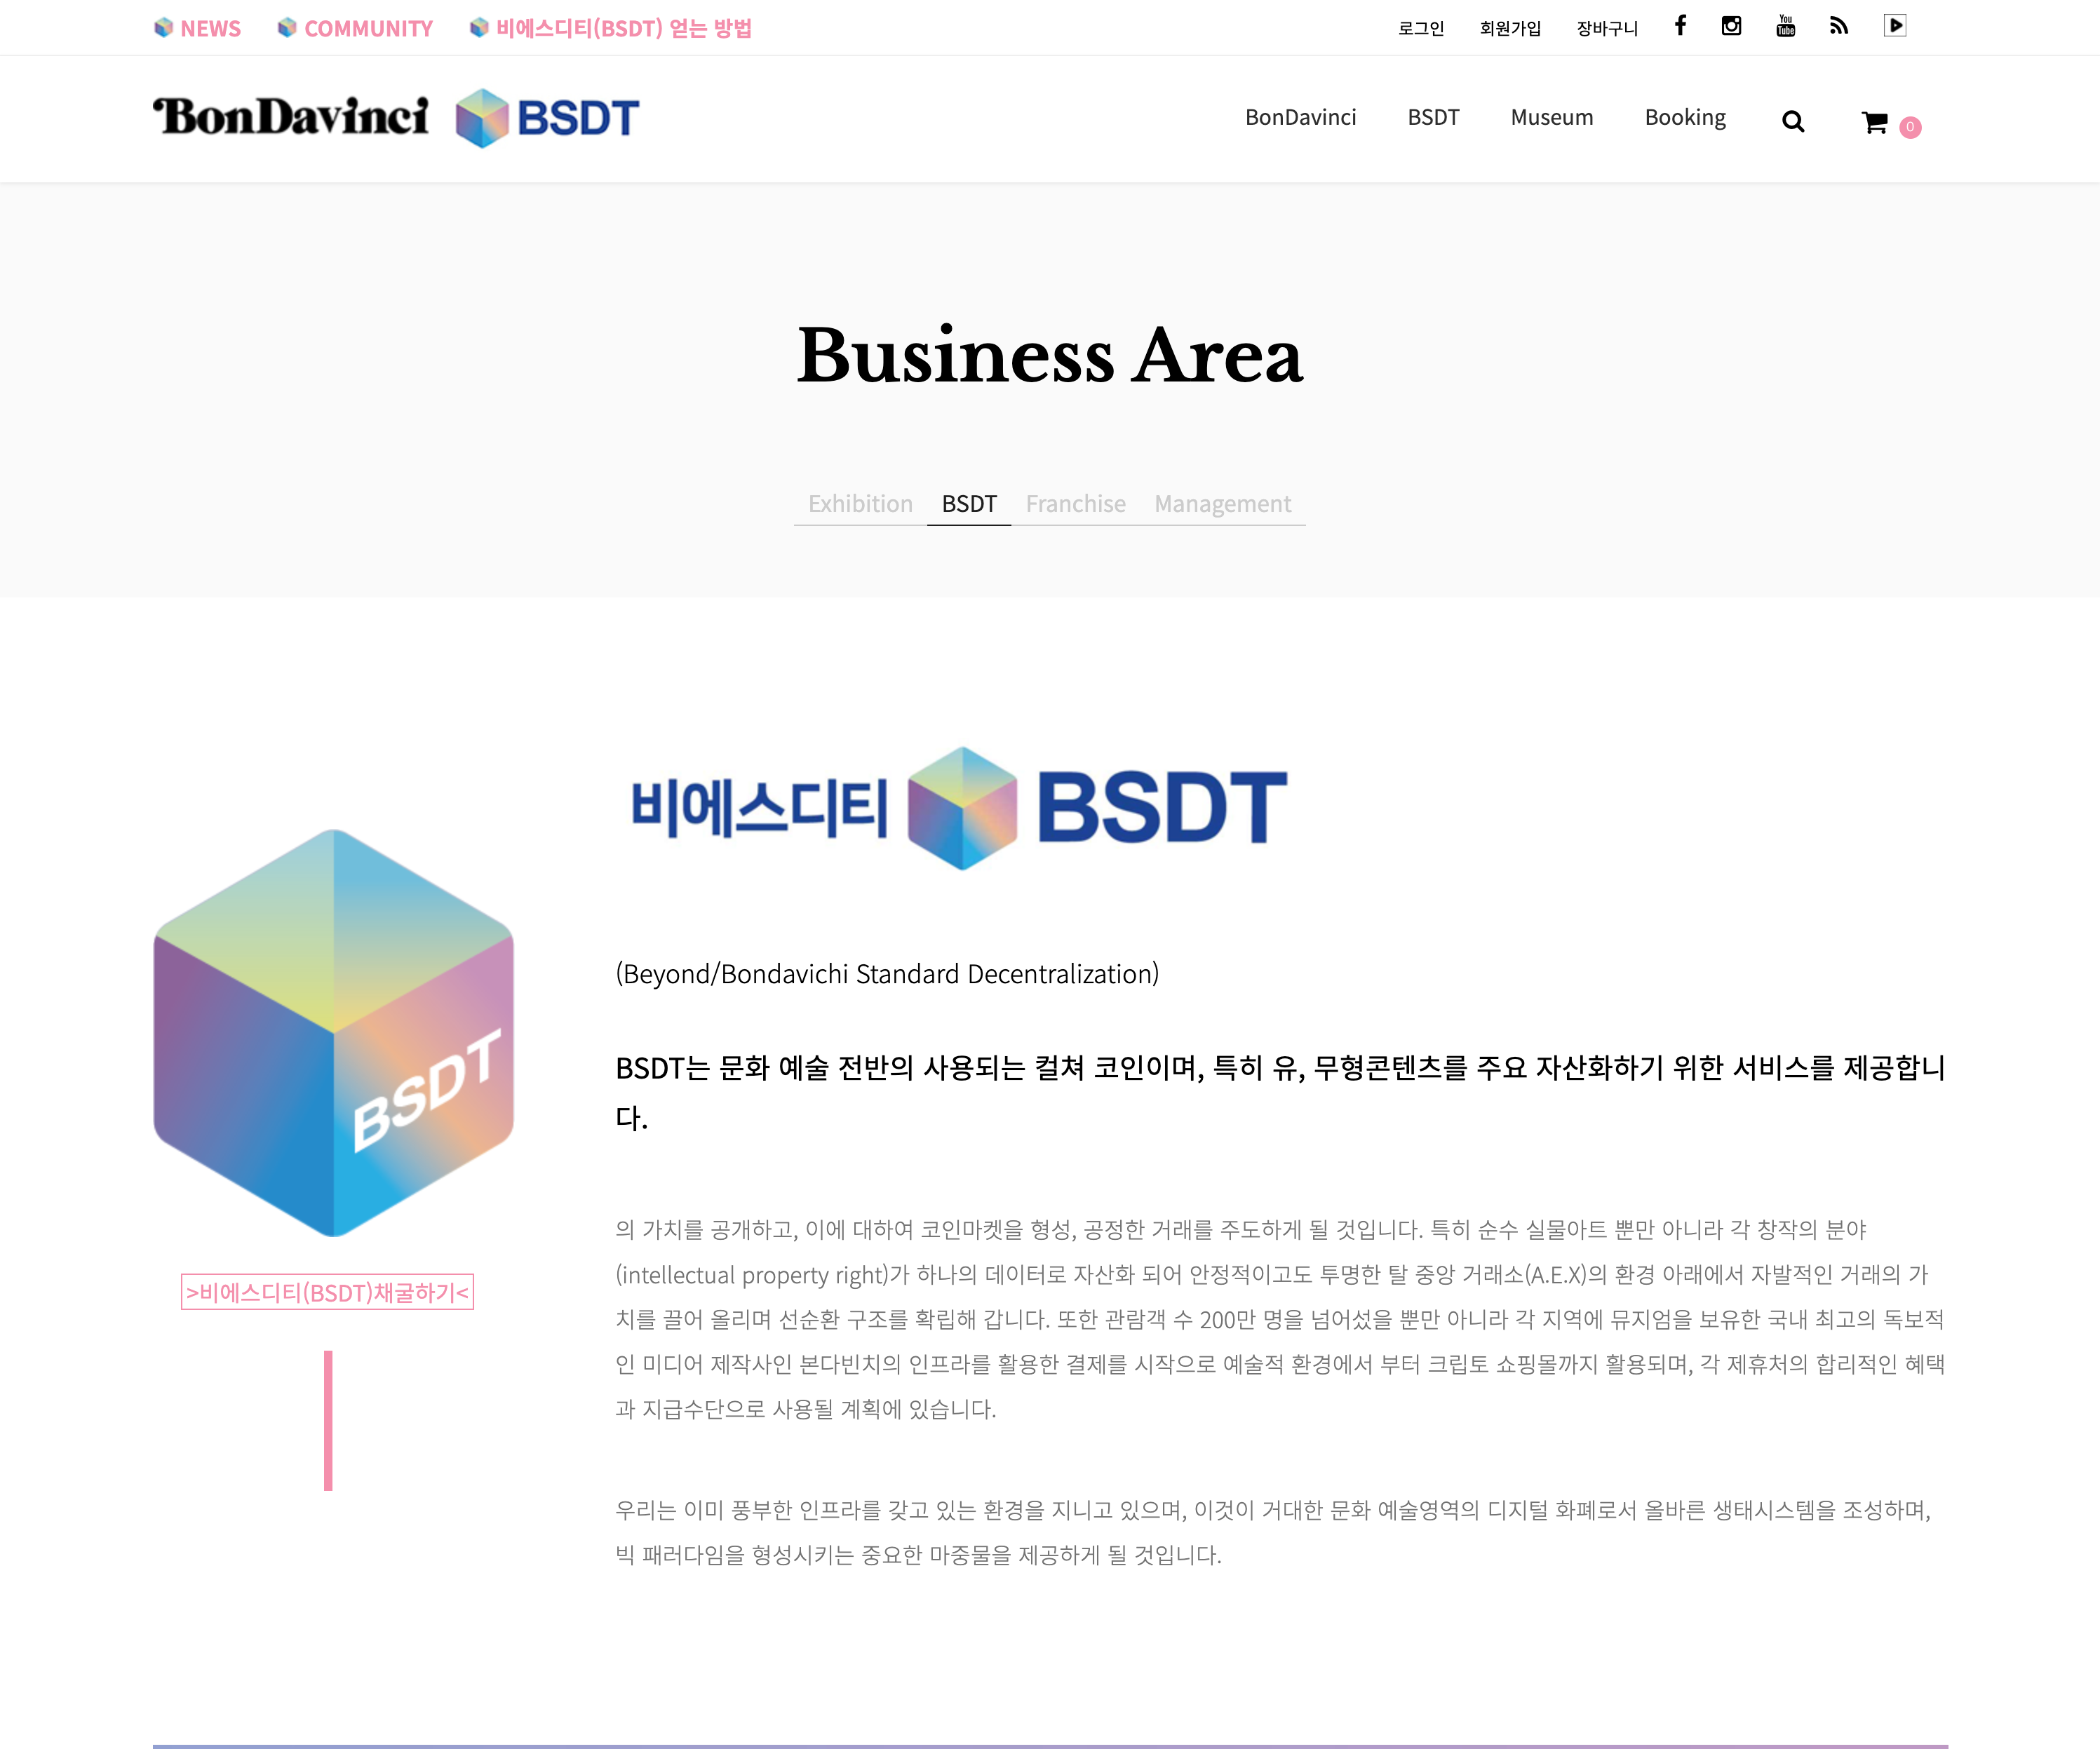 NEWS COMMUNITY 비에스디티(BSDT) 얻는 방법 로그인 회원가입 장바구니 You Tube
BonDavinci BSDT BonDavinci BSDT Museum Booking 0
Business Area
Exhibition BSDT Franchise Management
비에스디티 BSDT
(Beyond/Bondavichi Standard Decentralization)
BSDT는 문화 예술 전반의 사용되는 컬쳐 코인이며, 특히 유, 무형콘텐츠를 주요 자산화하기 위한 서비스를 제공합니
다.
BSDT
>비에스디티(BSDT)채굴하기<
의 가치를 공개하고, 이에 대하여 코인마켓을 형성, 공정한 거래를 주도하게 될 것입니다. 특히 순수 실물아트 뿐만 아니라 각 창작의 분야
(intellectual property right)가 하나의 데이터로 자산화 되어 안정적이고도 투명한 탈 중앙 거래소(A.E.X)의 환경 아래에서 자발적인 거래의 가
치를 끌어 올리며 선순환 구조를 확립해 갑니다. 또한 관람객 수 200만 명을 넘어섰을 뿐만 아니라 각 지역에 뮤지엄을 보유한 국내 최고의 독보적
인 미디어 제작사인 본다빈치의 인프라를 활용한 결제를 시작으로 예술적 환경에서 부터 크립토 쇼핑몰까지 활용되며, 각 제휴처의 합리적인 혜택
과 지급수단으로 사용될 계획에 있습니다.
우리는 이미 풍부한 인프라를 갖고 있는 환경을 지니고 있으며, 이것이 거대한 문화 예술영역의 디지털 화폐로서 올바른 생태시스템을 조성하며,
빅 패러다임을 형성시키는 중요한 마중물을 제공하게 될 것입니다.